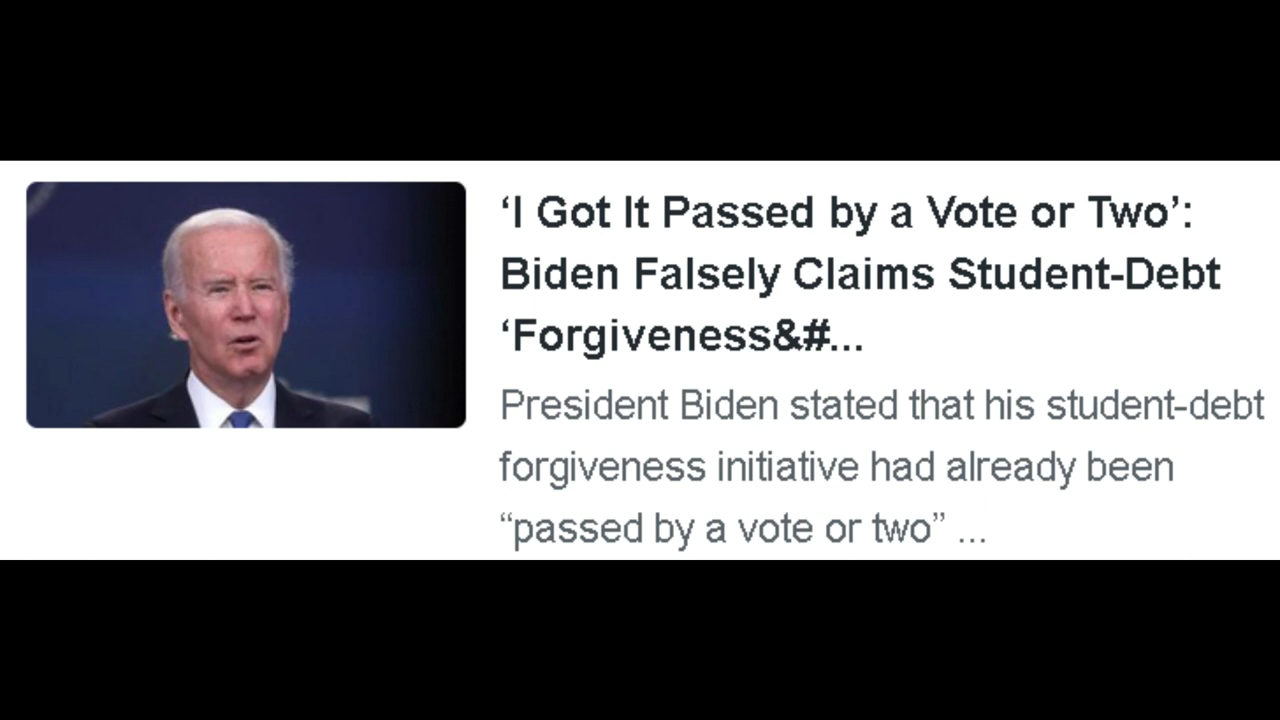 ‘I Got It Passed by a Vote or Two’:
Biden Falsely Claims Student-Debt
‘Forgiveness&#...
President Biden stated that his student-debt
forgiveness initiative had already been
“passed by a vote or two” ...